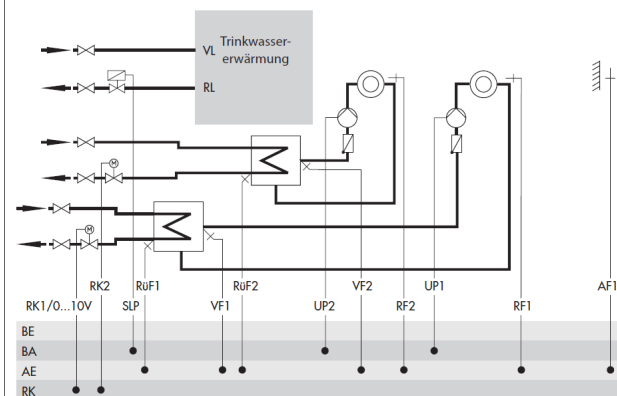 VL Trinkwasser-
erwärmung
RL
M
M
RK2 RüF1 RüF2 VF2 UP1 AF1
RK1/0...10V SLP VF1 UP2 RF2 RF1
BE
BA
AE
RK